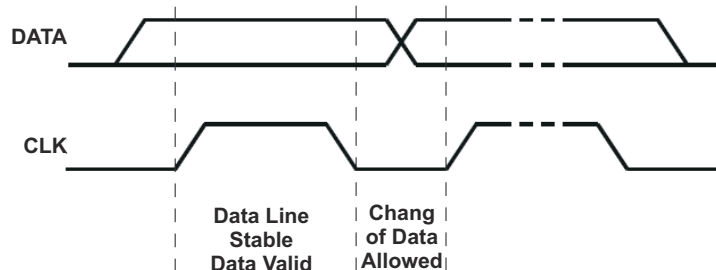 DATA
CLK
Data Line
Stable
Data Valid
Chang
of Data
Allowed